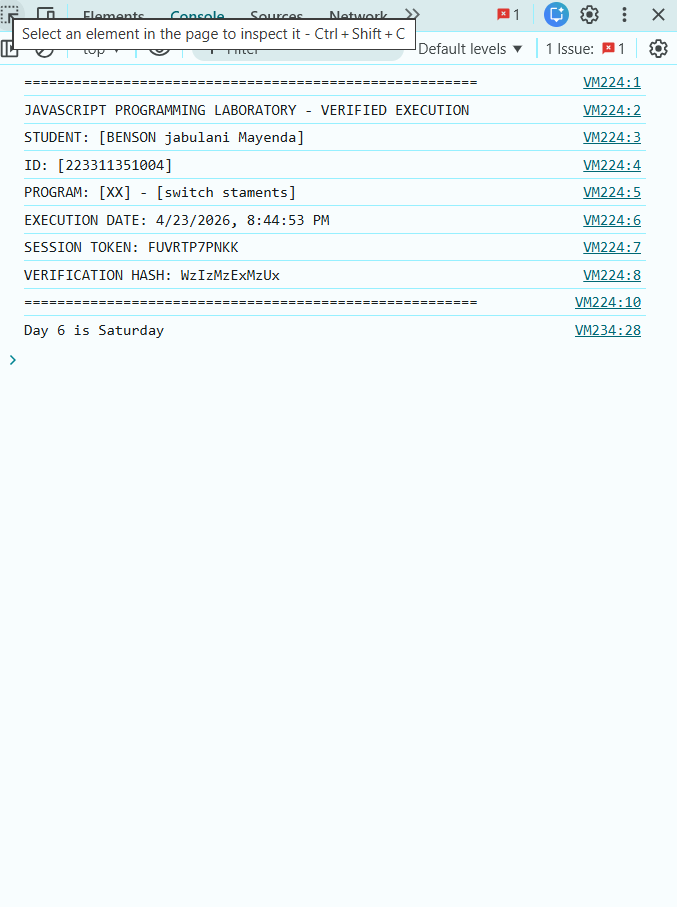 Elements Console Sources Network
1
Select an element in the page to inspect it - Ctrl + Shift + C
top
Filter
Default levels ▼
1 Issue: 1
==================================================​===== VM224:1
JAVASCRIPT PROGRAMMING LABORATORY - VERIFIED EXECUTION VM224:2
STUDENT: [BENSON jabulani Mayenda] VM224:3
ID: [223311351004] VM224:4
PROGRAM: [XX] - [switch staments] VM224:5
EXECUTION DATE: 4/23/2026, 8:44:53 PM VM224:6
SESSION TOKEN: FUVRTP7PNKK VM224:7
VERIFICATION HASH: WzIzMzExMzUx VM224:8
======================================================= VM224:10
Day 6 is Saturday VM234:28